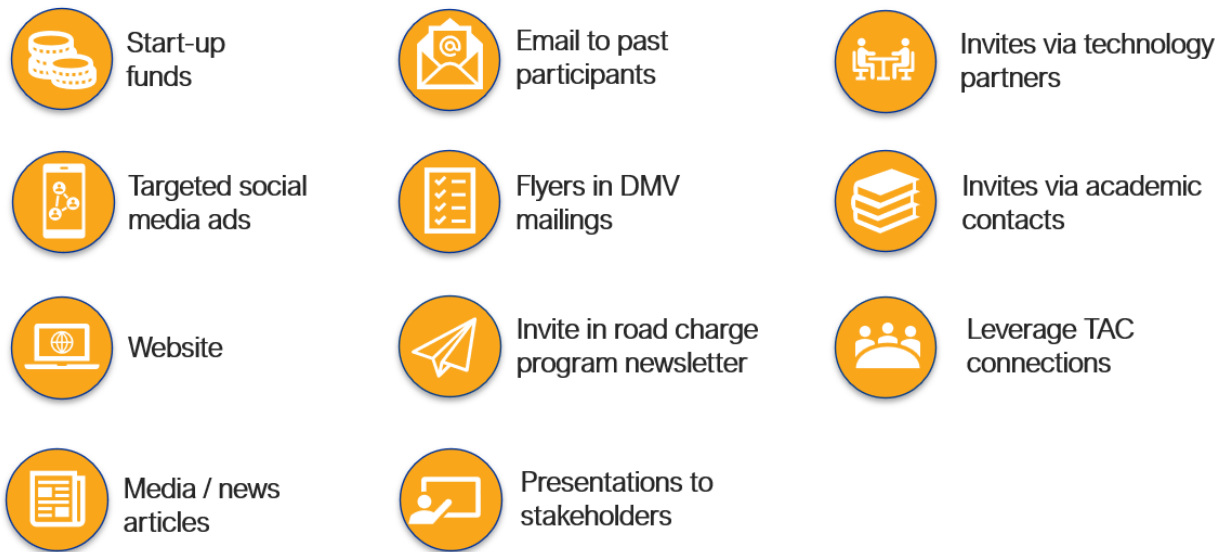 Start-up
funds
Targeted social
media ads
Website
Media / news
articles
@
Email to past
participants
Flyers in DMV
mailings
Invite in road charge
program newsletter
Presentations to
stakeholders
Invites via technology
partners
Invites via academic
contacts
Leverage TAC
connections